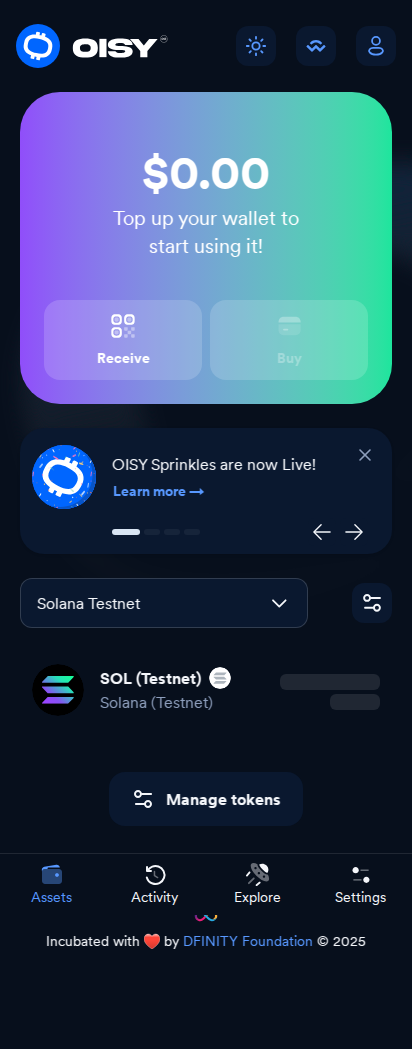 OISY
$0.00
Top up your wallet to
start using it!
Receive
Buy
OISY Sprinkles are now Live!
Learn more →
Solana Testnet
SOL (Testnet)
Solana (Testnet)
Manage tokens
Assets
Activity
Explore
Settings
Incubated with ❤️ by DFINITY Foundation © 2025